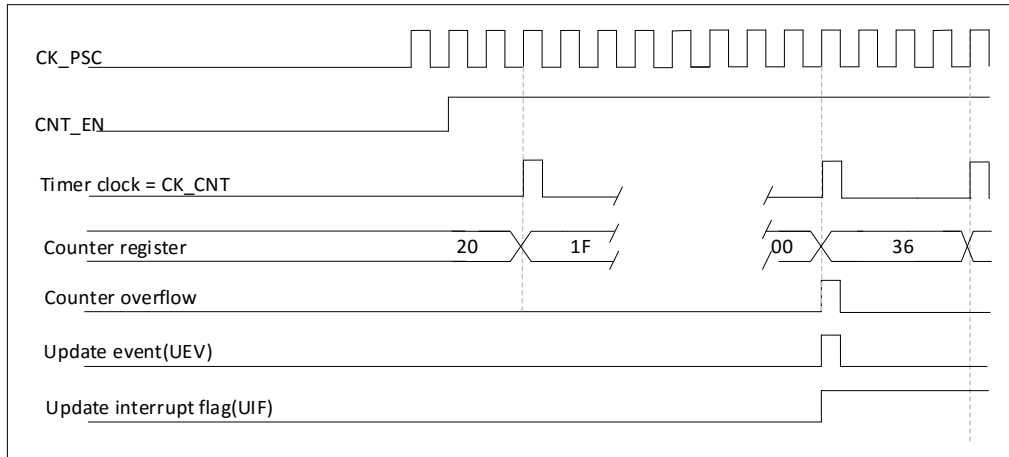 CK_PSC
CNT_EN
Timer clock = CK_CNT
Counter register 20 1F 00 36
Counter overflow
Update event(UEV)
Update interrupt flag(UIF)